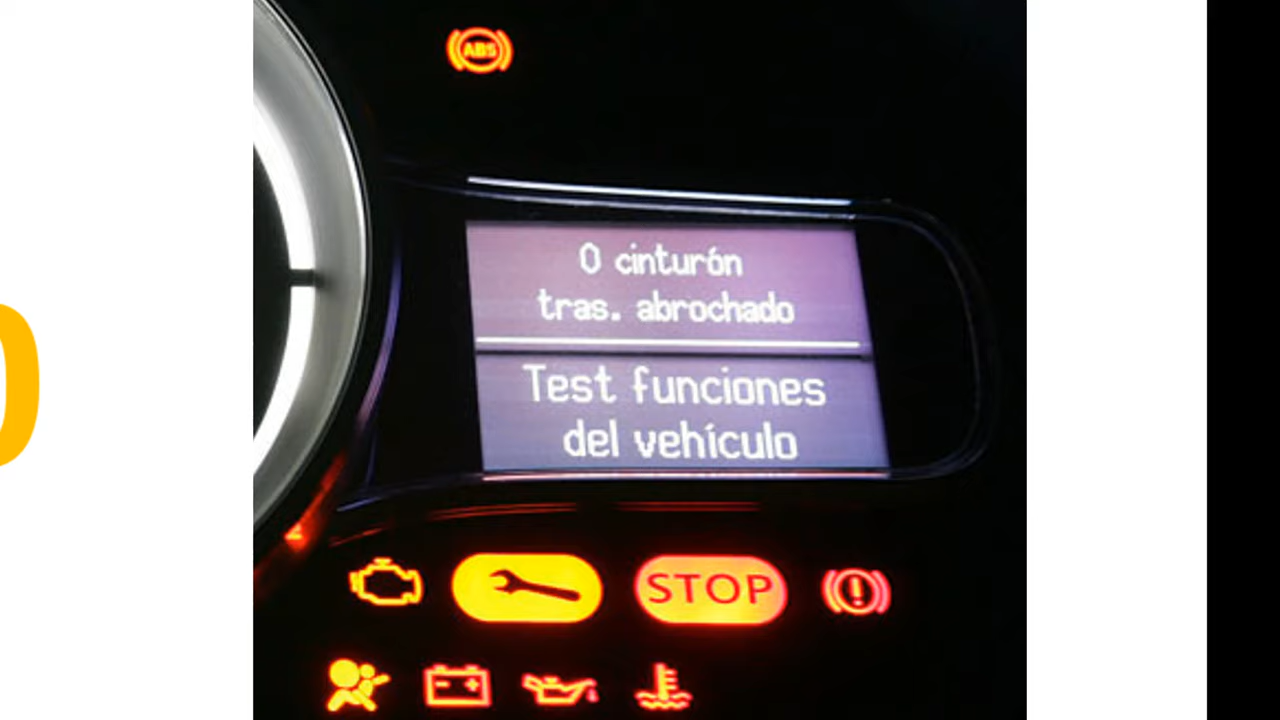 ABS
0 cinturón
tras. abrochado
Test funciones
del vehículo
STOP